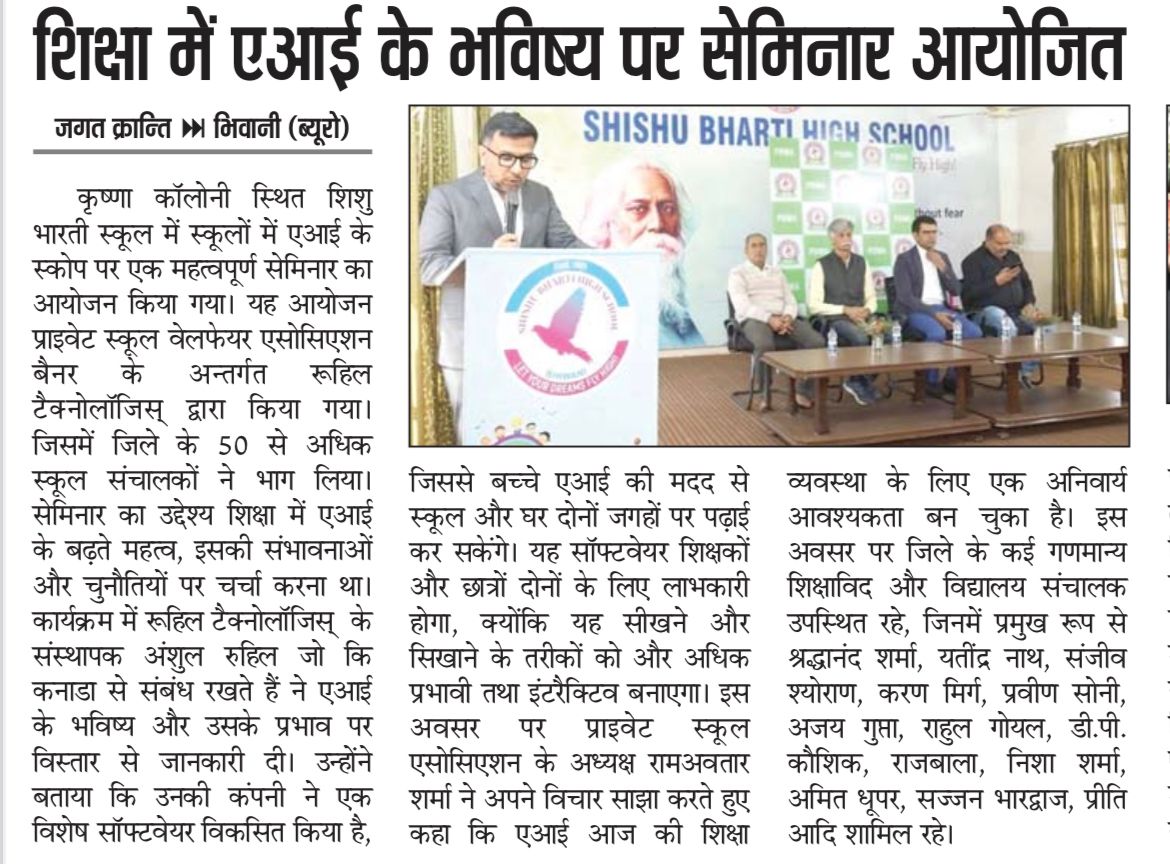 शिक्षा में एआई के भविष्य पर सेमिनार आयोजित
जगत क्रान्ति ▶▶ भिवानी (ब्यूरो)
कृष्णा कॉलोनी स्थित शिशु
भारती स्कूल में स्कूलों में एआई के
स्कोप पर एक महत्वपूर्ण सेमिनार का
आयोजन किया गया। यह आयोजन
प्राइवेट स्कूल वेलफेयर एसोसिएशन
बैनर के अन्तर्गत रूहिल
टैक्नोलॉजिस् द्वारा किया गया।
जिसमें जिले के 50 से अधिक
स्कूल संचालकों ने भाग लिया।
सेमिनार का उद्देश्य शिक्षा में एआई
के बढ़ते महत्व, इसकी संभावनाओं
और चुनौतियों पर चर्चा करना था।
कार्यक्रम में रूहिल टैक्नोलॉजिस् के
संस्थापक अंशुल रुहिल जो कि
कनाडा से संबंध रखते हैं ने एआई
के भविष्य और उसके प्रभाव पर
विस्तार से जानकारी दी। उन्होंने
बताया कि उनकी कंपनी ने एक
विशेष सॉफ्टवेयर विकसित किया है,
SHISHU BHARTI HIGH SCHOOL
Fly High!
hout fear
SHISHU BHARTI HIGH SCHOOL
BHIWANI
LET YOUR DREAMS FLY HIGH
जिससे बच्चे एआई की मदद से
स्कूल और घर दोनों जगहों पर पढ़ाई
कर सकेंगे। यह सॉफ्टवेयर शिक्षकों
और छात्रों दोनों के लिए लाभकारी
होगा, क्योंकि यह सीखने और
सिखाने के तरीकों को और अधिक
प्रभावी तथा इंटरैक्टिव बनाएगा। इस
अवसर पर प्राइवेट स्कूल
एसोसिएशन के अध्यक्ष रामअवतार
शर्मा ने अपने विचार साझा करते हुए
कहा कि एआई आज की शिक्षा
व्यवस्था के लिए एक अनिवार्य
आवश्यकता बन चुका है। इस
अवसर पर जिले के कई गणमान्य
शिक्षाविद और विद्यालय संचालक
उपस्थित रहे, जिनमें प्रमुख रूप से
श्रद्धानंद शर्मा, यतींद्र नाथ, संजीव
श्योराण, करण मिर्ग, प्रवीण सोनी,
अजय गुप्ता, राहुल गोयल, डी.पी.
कौशिक, राजबाला, निशा शर्मा,
अमित धूपर, सज्जन भारद्वाज, प्रीति
आदि शामिल रहे।